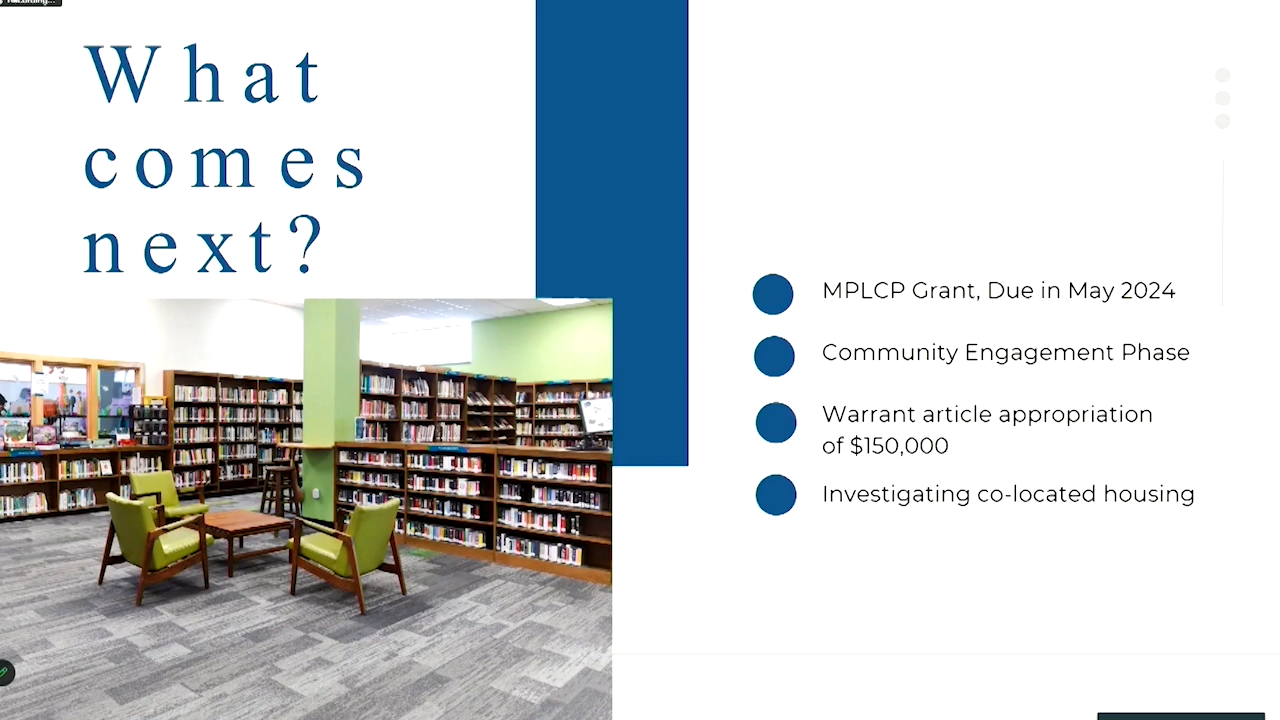 What
comes
next?
MPLCP Grant, Due in May 2024
Community Engagement Phase
Warrant article appropriation
of $150,000
Investigating co-located housing